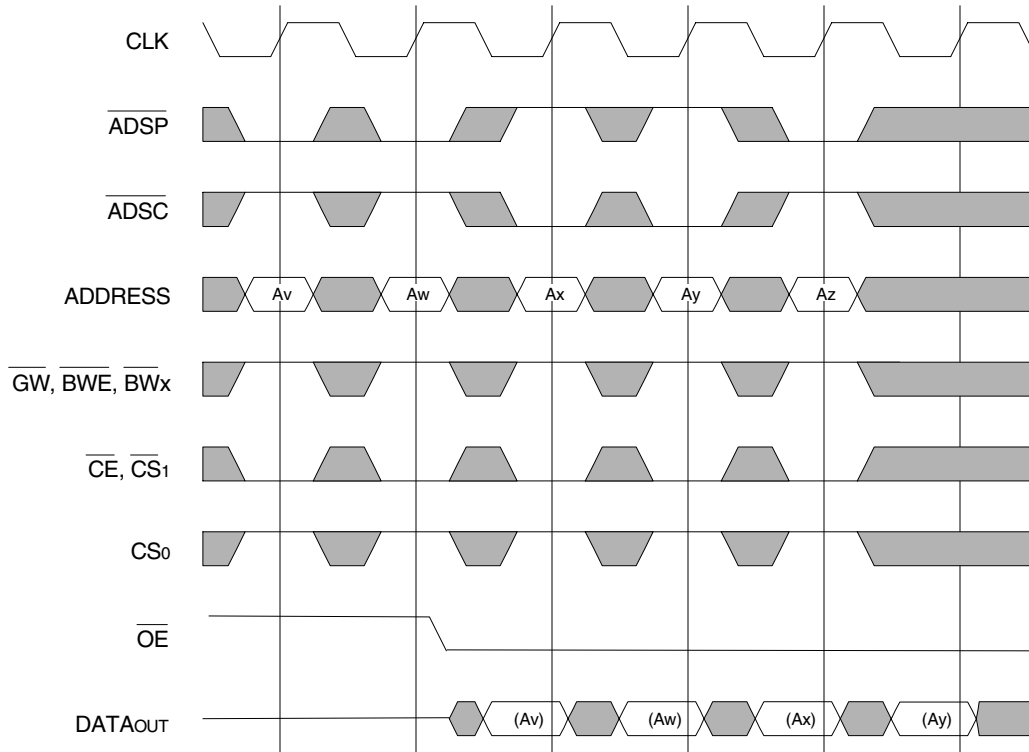 CLK
ADSP
ADSC
ADDRESS Av Aw Ax Ay Az
GW, BWE, BWx
CE, CS1
CS0
OE
DATAOUT (Av) (Aw) (Ax) (Ay)